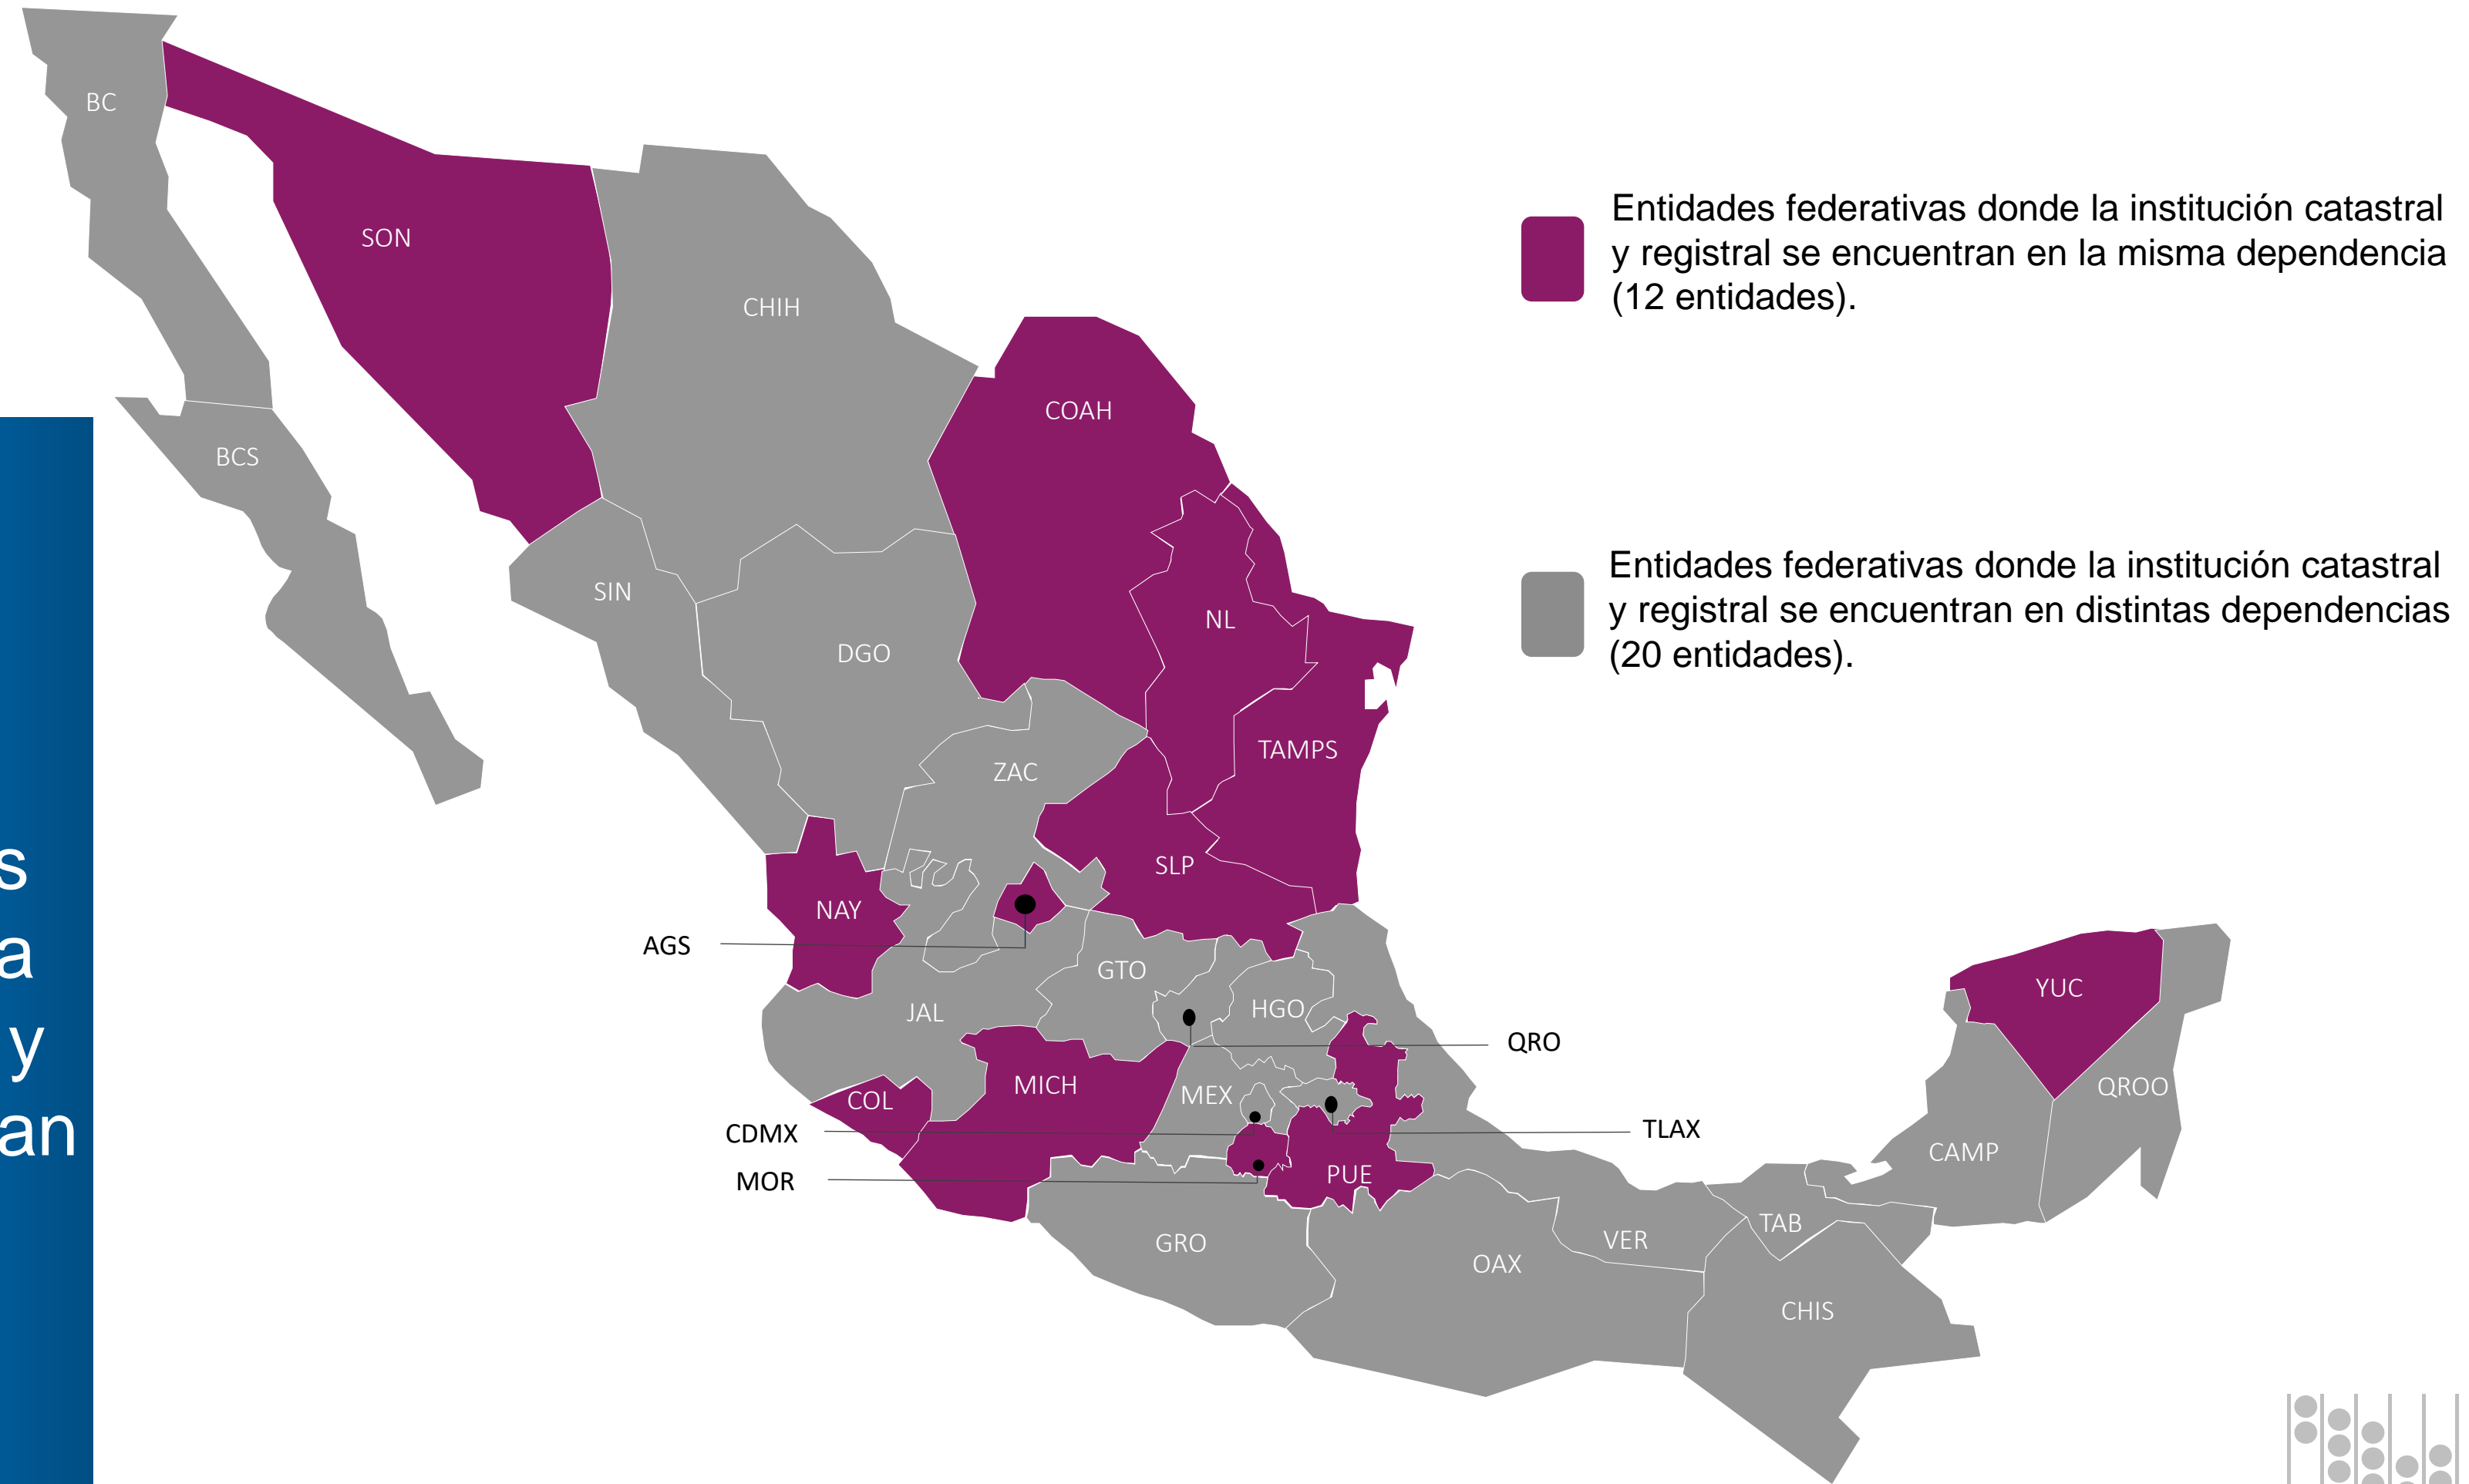 BC
SON
CHIH
COAH
BCS
SIN
DGO
NL
TAMPS
ZAC
SLP
NAY
AGS
GTO
HGO
JAL
QRO
MICH
MEX
COL
CDMX
TLAX
MOR
PUE
GRO
OAX
VER
TAB
CHIS
CAMP
YUC
QROO
Entidades federativas donde la institución catastral
y registral se encuentran en la misma dependencia
(12 entidades).
Entidades federativas donde la institución catastral
y registral se encuentran en distintas dependencias
(20 entidades).
s
a
y
an